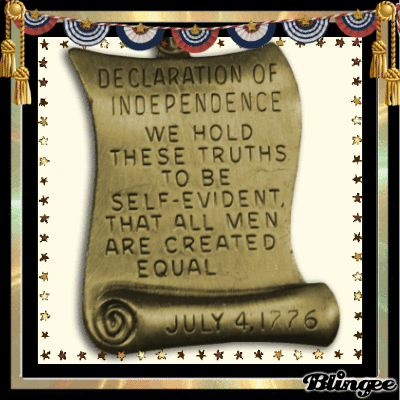 DECLARATION OF
INDEPENDENCE
WE HOLD
THESE TRUTHS
TO BE
SELF-EVIDENT,
THAT ALL MEN
ARE CREATED
EQUAL
JULY 4, 1776
Blingee